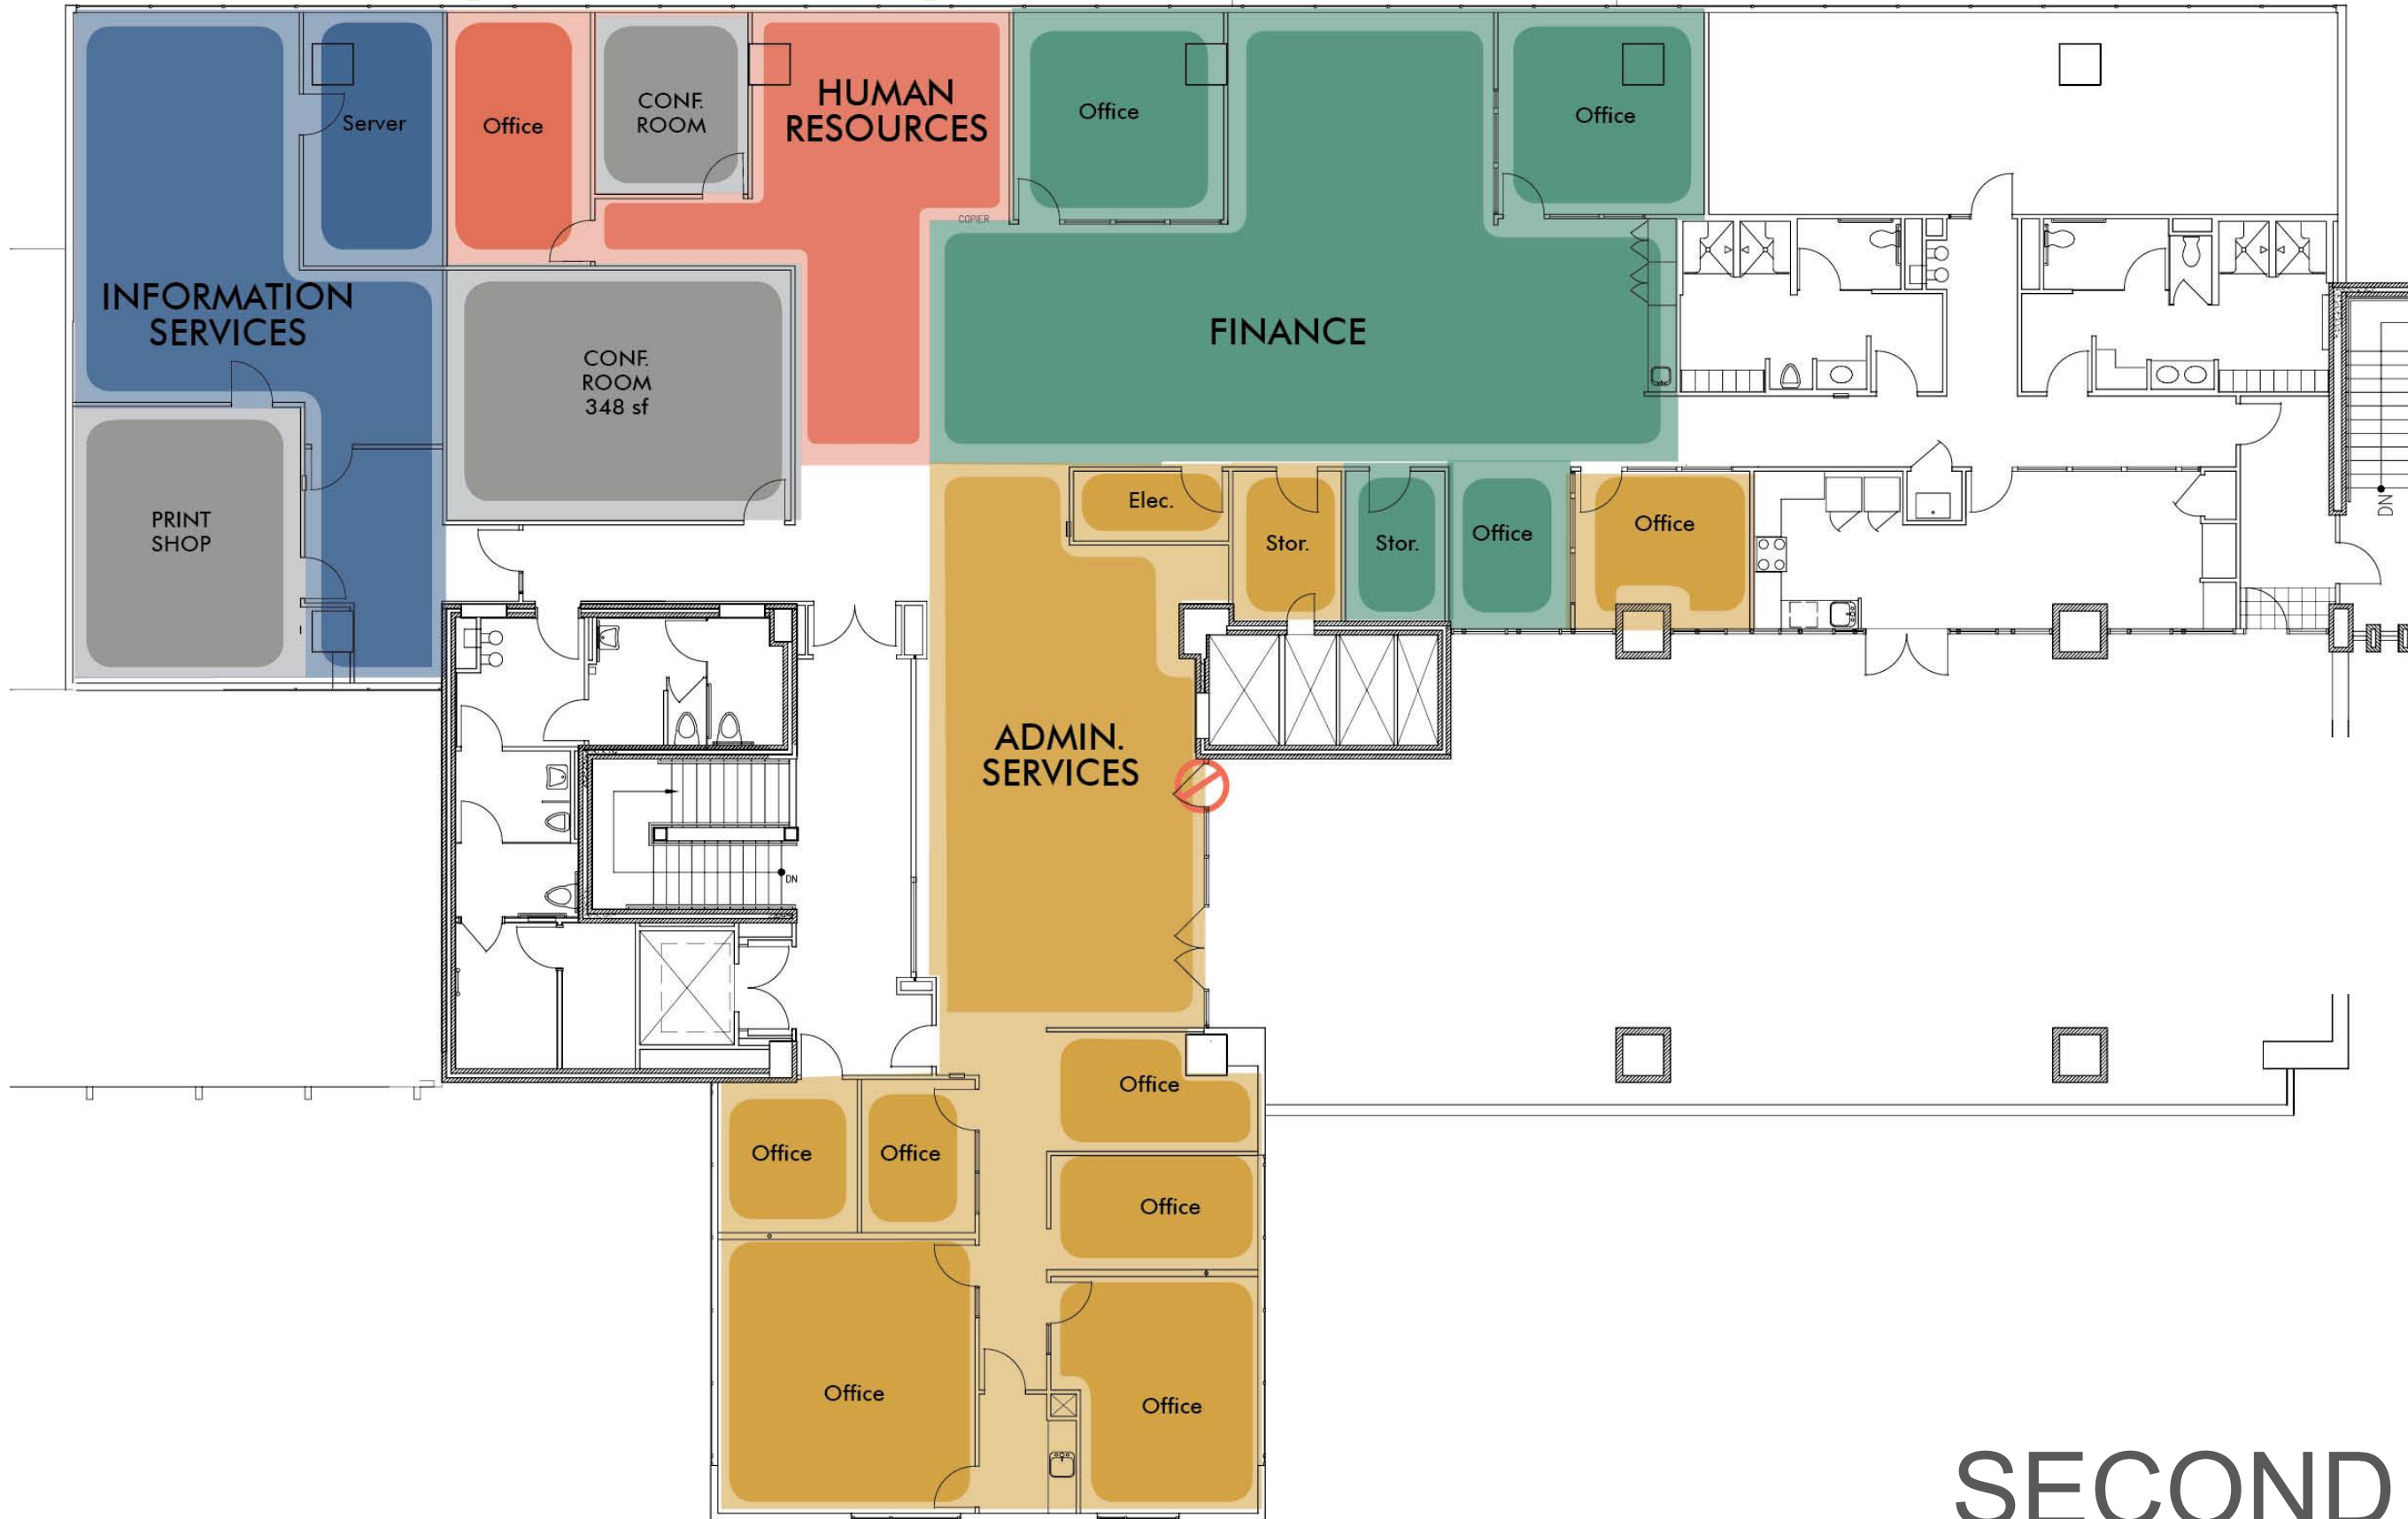 Server
Office
CONF.
ROOM
HUMAN
RESOURCES
Office
Office
COPIER
INFORMATION
SERVICES
CONF.
ROOM
348 sf
FINANCE
PRINT
SHOP
Elec.
Stor.
Stor.
Office
Office
DN
ADMIN.
SERVICES
DN
Office
Office
Office
Office
Office
Office
SECOND